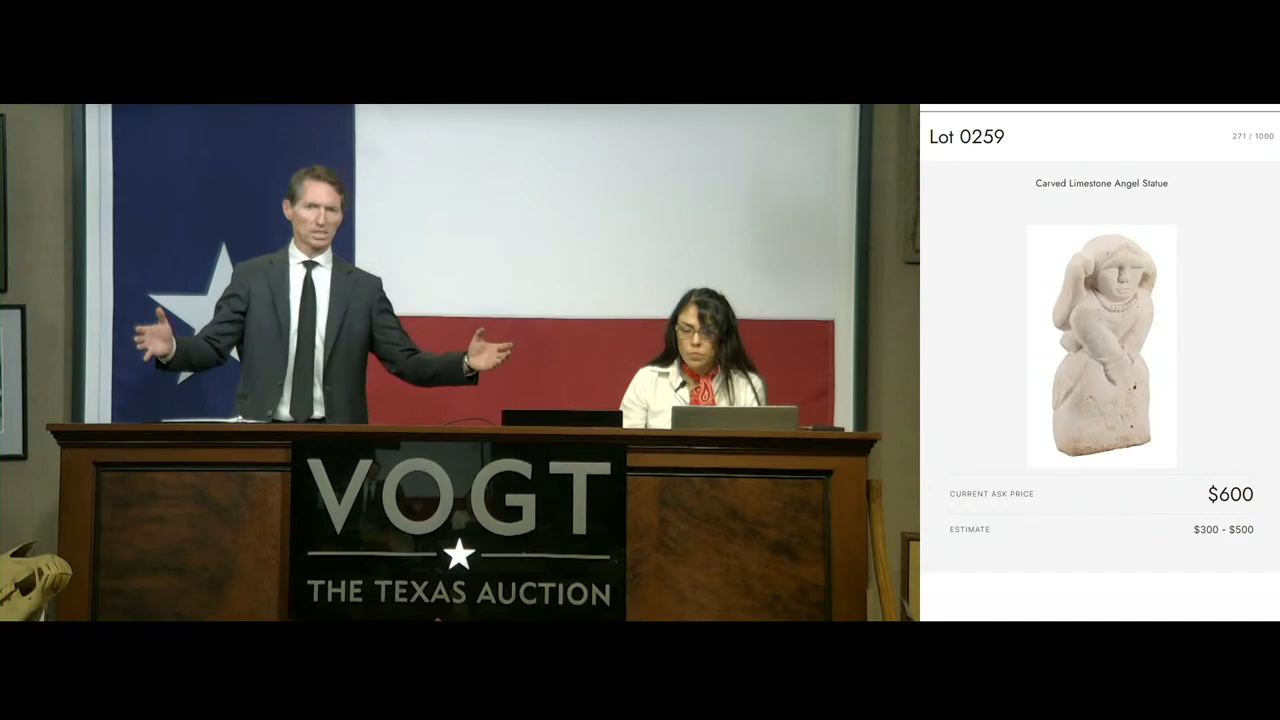 VOGT
THE TEXAS AUCTION
Lot 0259
271 / 1000
Carved Limestone Angel Statue
CURRENT ASK PRICE
$600
ESTIMATE
$300 - $500